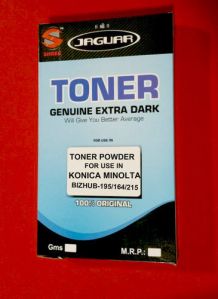 SHREE
JAGUAR
TONER
GENUINE EXTRA DARK
Will Give You Better Average
FOR USE IN
TONER POWDER
FOR USE IN
KONICA MINOLTA
BIZHUB-195/164/215
100% ORIGINAL
Gms
M.R.P.: